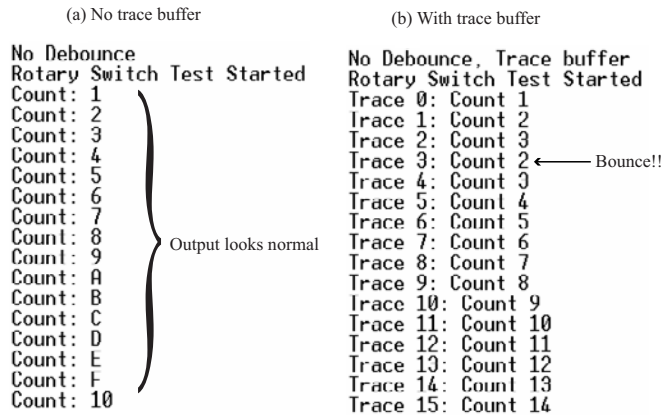 (a) No trace buffer
No Debounce
Rotary Switch Test Started
Count: 1
Count: 2
Count: 3
Count: 4
Count: 5
Count: 6
Count: 7
Count: 8
Count: 9
Count: A
Count: B
Count: C
Count: D
Count: E
Count: F
Count: 10
Output looks normal
(b) With trace buffer
No Debounce, Trace buffer
Rotary Switch Test Started
Trace 0: Count 1
Trace 1: Count 2
Trace 2: Count 3
Trace 3: Count 2
Bounce!!
Trace 4: Count 3
Trace 5: Count 4
Trace 6: Count 5
Trace 7: Count 6
Trace 8: Count 7
Trace 9: Count 8
Trace 10: Count 9
Trace 11: Count 10
Trace 12: Count 11
Trace 13: Count 12
Trace 14: Count 13
Trace 15: Count 14